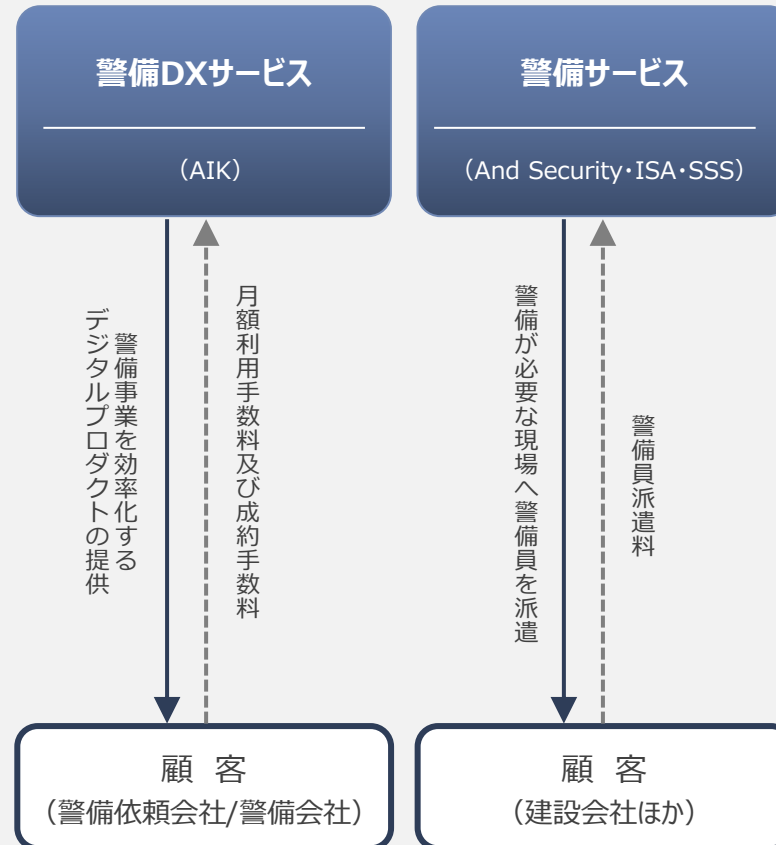 警備DXサービス
（AIK）
警備事業を効率化する
デジタルプロダクトの提供
月額利用手数料及び成約手数料
顧 客
（警備依頼会社/警備会社）
警備サービス
（And Security・ISA・SSS）
警備が必要な現場へ警備員を派遣
警備員派遣料
顧 客
（建設会社ほか）